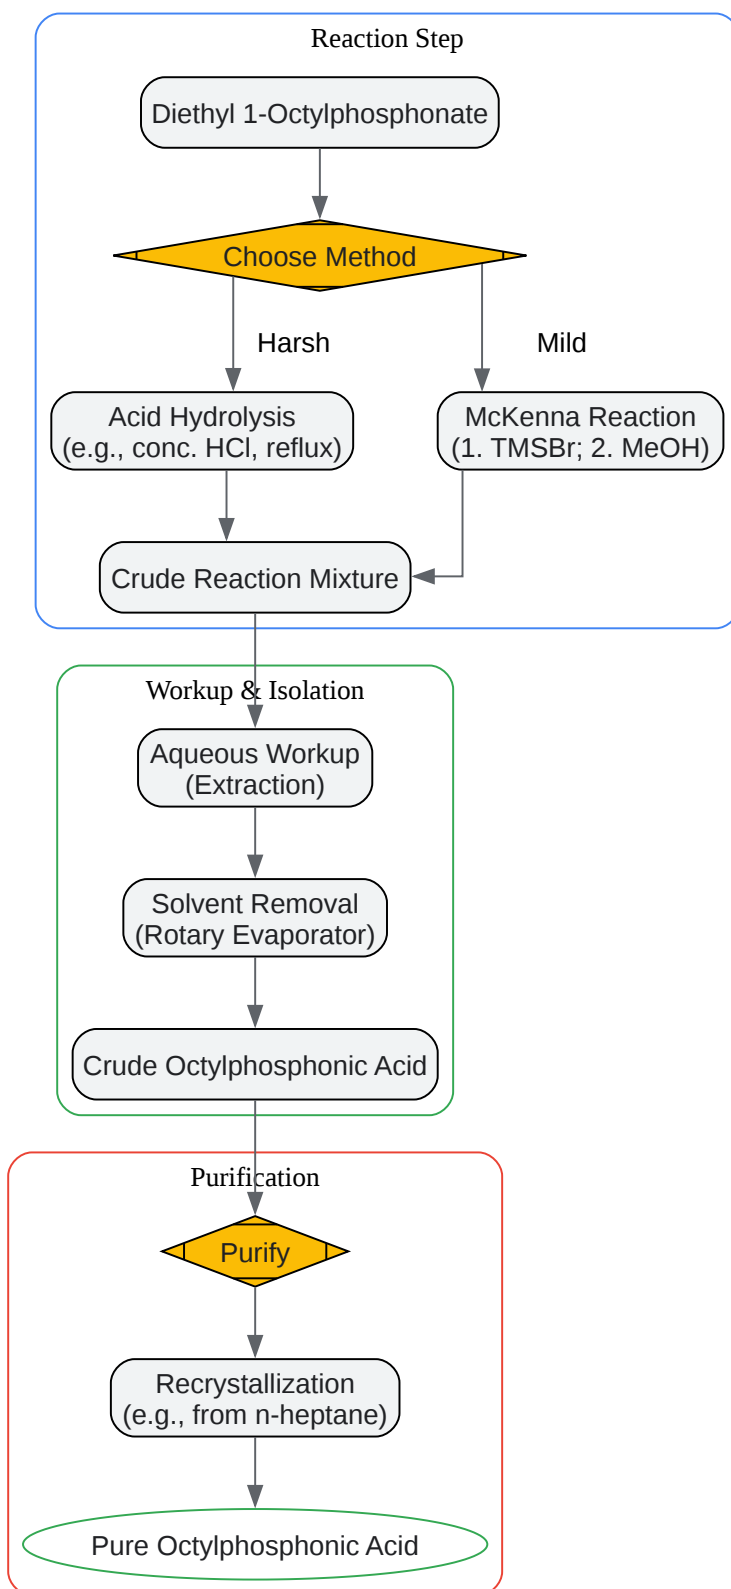 Reaction Step
Diethyl 1-Octylphosphonate
Choose Method
Harsh
Mild
Acid Hydrolysis
(e.g., conc. HCl, reflux)
McKenna Reaction
(1. TMSBr; 2. MeOH)
Crude Reaction Mixture
Workup & Isolation
Aqueous Workup
(Extraction)
Solvent Removal
(Rotary Evaporator)
Crude Octylphosphonic Acid
Purification
Purify
Recrystallization
(e.g., from n-heptane)
Pure Octylphosphonic Acid